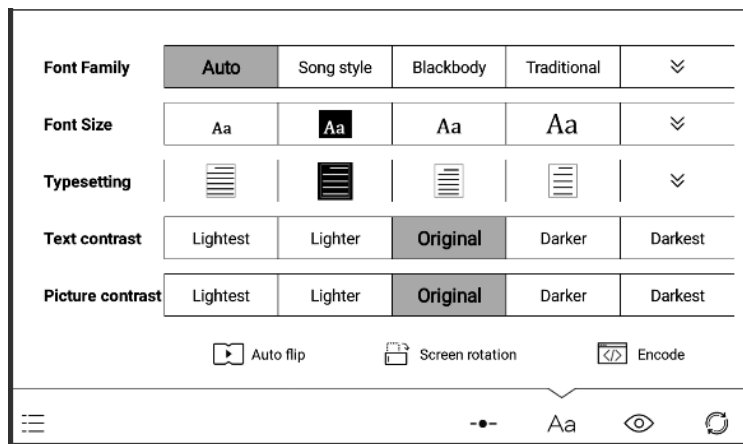 Font Family Auto Song style Blackbody Traditional
Font Size Aa Aa Aa Aa
Typesetting
Text contrast Lightest Lighter Original Darker Darkest
Picture contrast Lightest Lighter Original Darker Darkest
Auto flip Screen rotation </> Encode
Aa